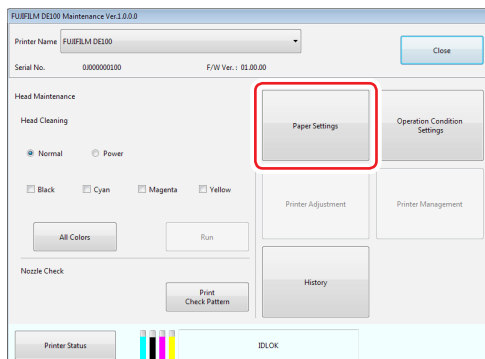 FUJIFILM DE100 Maintenance Ver.1.0.0.0
Printer Name FUJIFILM DE100
Close
Serial No. 0J000000100 F/W Ver. : 01.00.00
Head Maintenance
Head Cleaning
Paper Settings
Operation Condition
Settings
Normal Power
Black Cyan Magenta Yellow
Printer Adjustment Printer Management
All Colors Run
Nozzle Check
History
Print
Check Pattern
Printer Status IDLOK